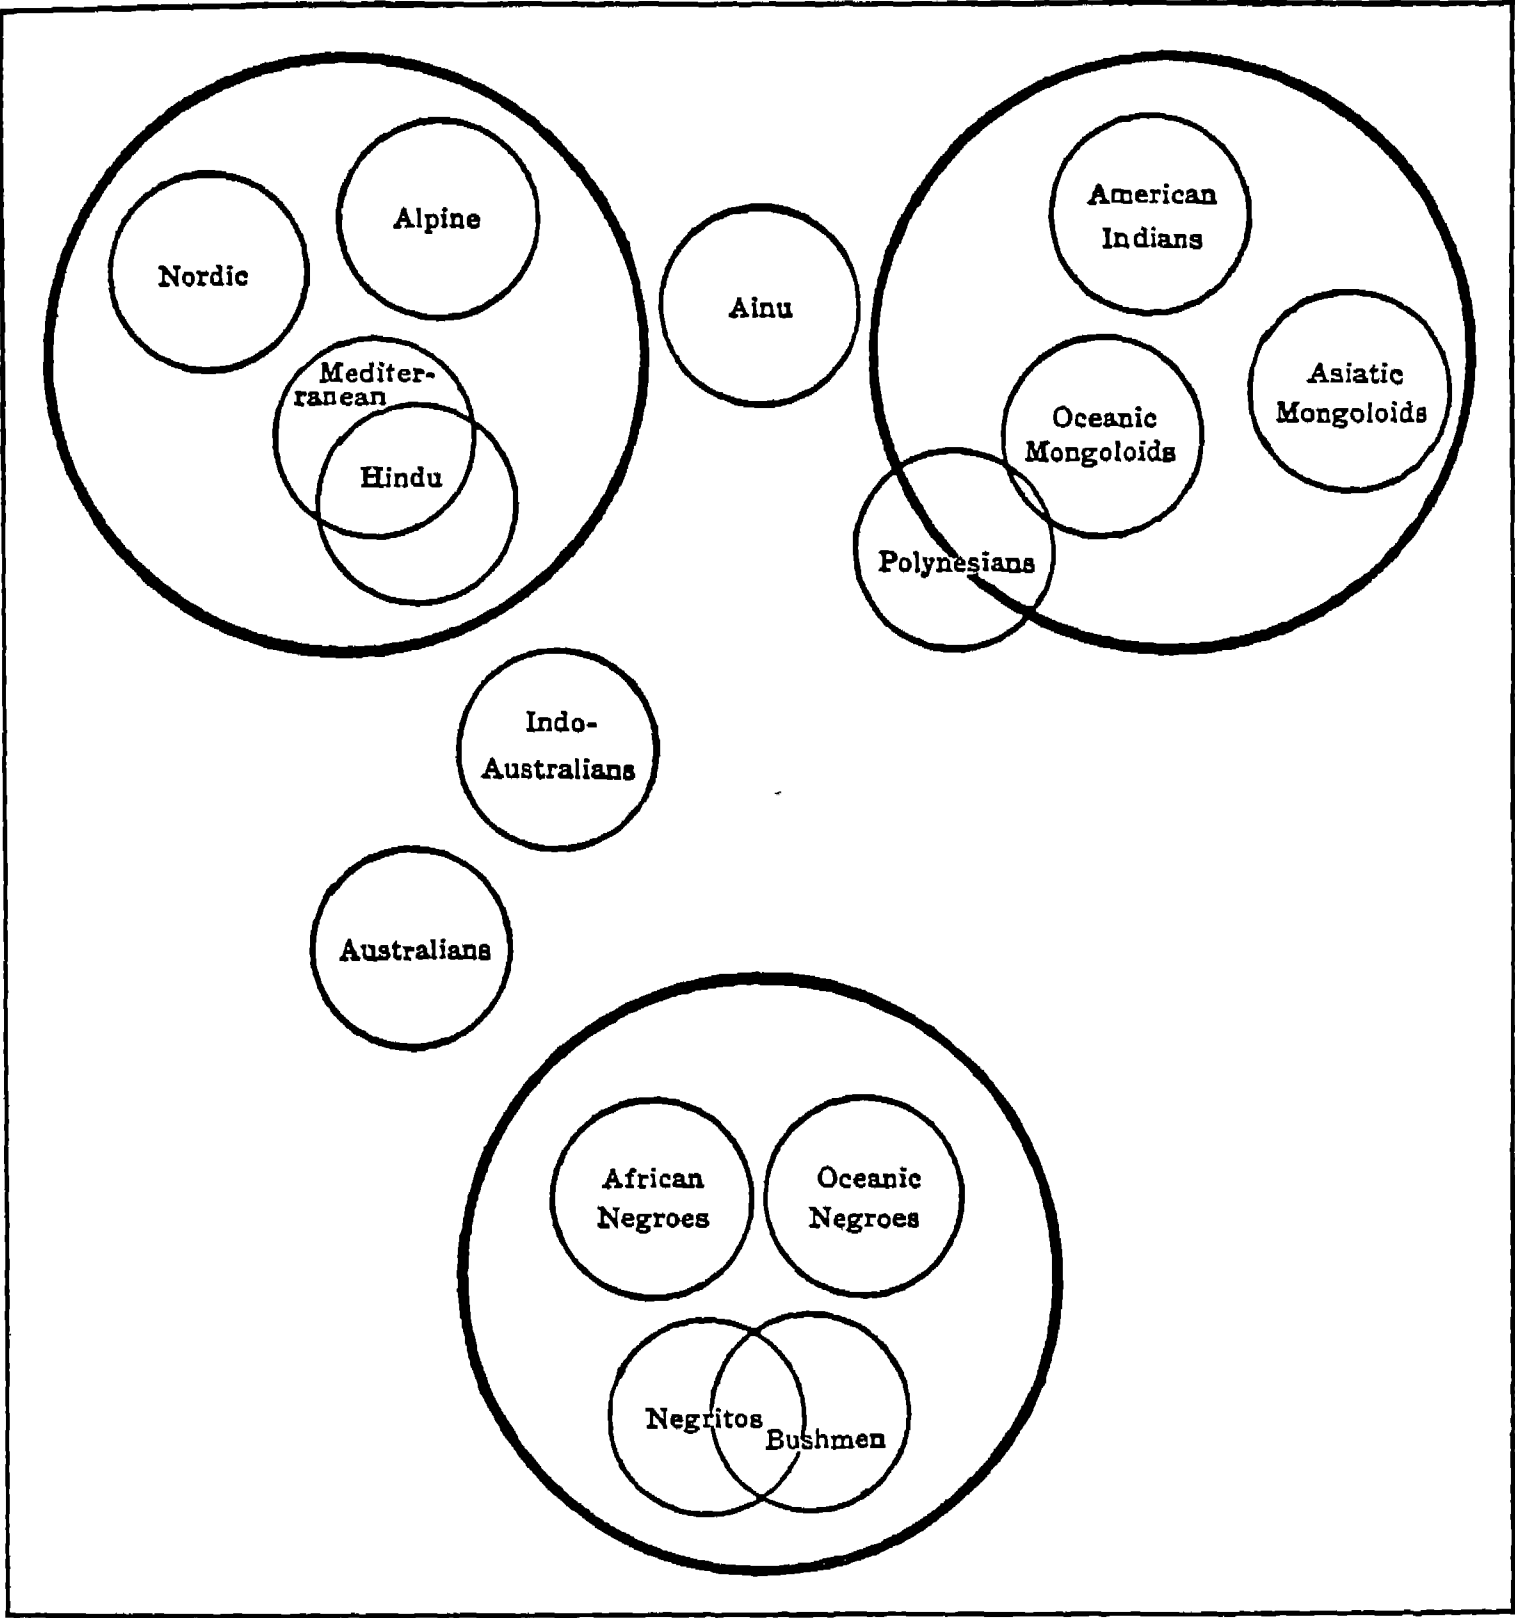 Alpine
Nordic
Mediter-
ranean
Hindu
Ainu
American
Indians
Asiatic
Mongoloids
Oceanic
Mongoloids
Polynesians
Indo-
Australians
Australians
African
Negroes
Oceanic
Negroes
Negritos
Bushmen